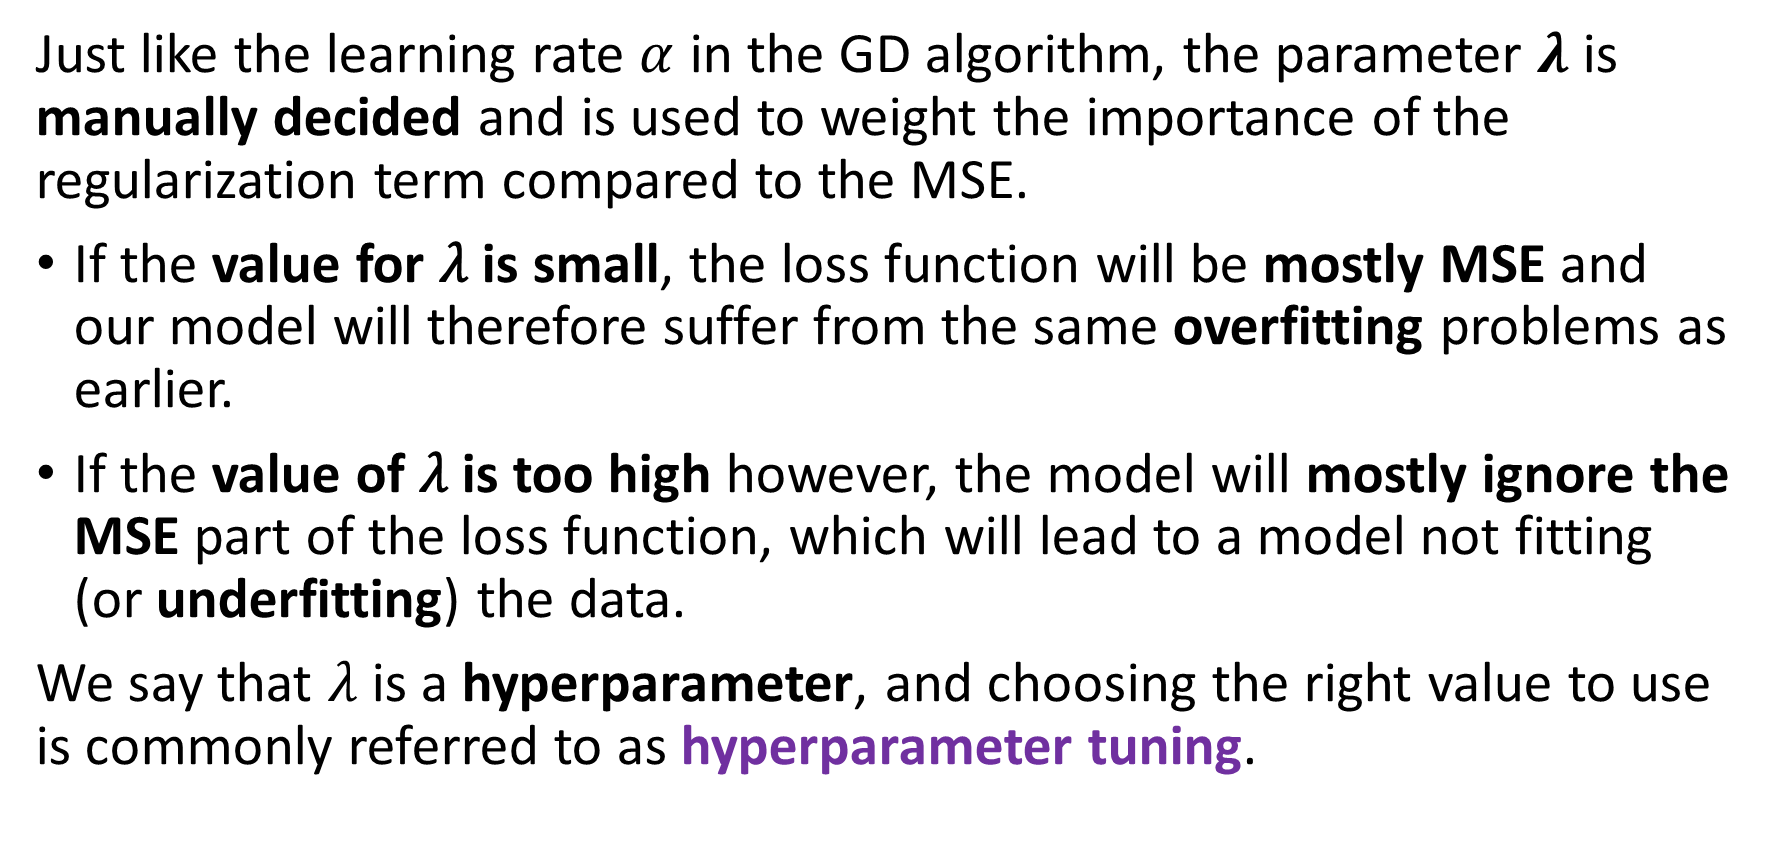 Just like the learning rate 𝛼 in the GD algorithm, the parameter 𝝀 is
manually decided and is used to weight the importance of the
regularization term compared to the MSE.
• If the value for 𝜆 is small, the loss function will be mostly MSE and
our model will therefore suffer from the same overfitting problems as
earlier.
• If the value of 𝜆 is too high however, the model will mostly ignore the
MSE part of the loss function, which will lead to a model not fitting
(or underfitting) the data.
We say that 𝜆 is a hyperparameter, and choosing the right value to use
is commonly referred to as hyperparameter tuning.